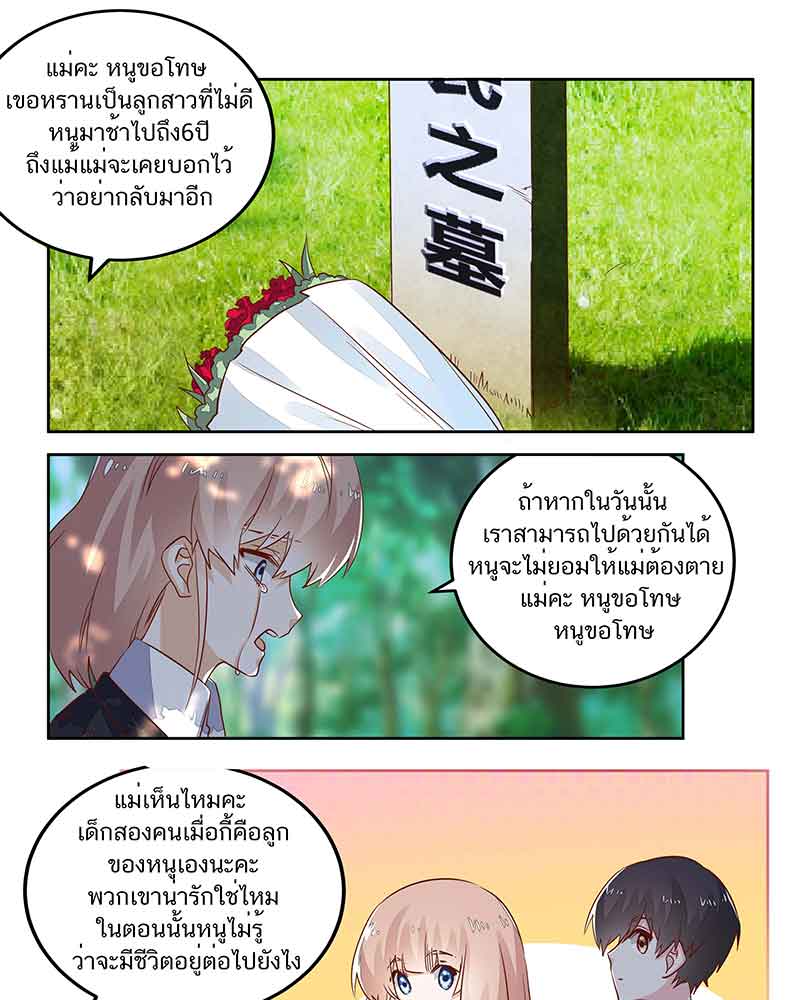 แม่คะ หนูขอโทษ
เขอหรานเป็นลูกสาวที่ไม่ดี
หนูมาช้าไปถึง6ปี
ถึงแม้แม่จะเคยบอกไว้
ว่าอย่ากลับมาอีก
之墓
ถ้าหากในวันนั้น
เราสามารถไปด้วยกันได้
หนูจะไม่ยอมให้แม่ต้องตาย
แม่คะ หนูขอโทษ
หนูขอโทษ
แม่เห็นไหมคะ
เด็กสองคนเมื่อกี้คือลูก
ของหนูเองนะคะ
พวกเขาน่ารักใช่ไหม
ในตอนนั้นหนูไม่รู้
ว่าจะมีชีวิตอยู่ต่อไปยังไง